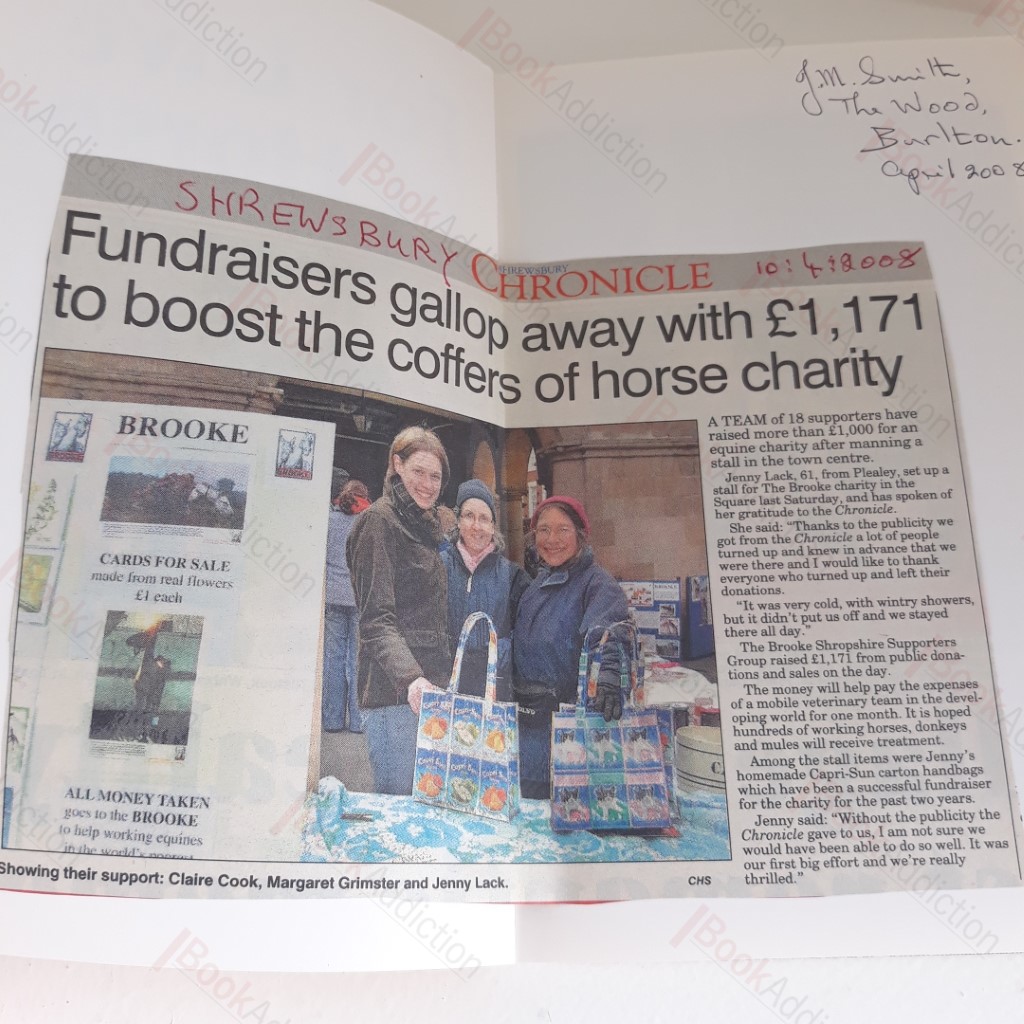 J.M. Smith,
The Wood,
Burlton.
April 2008
SHREWSBURY
SHREWSBURY
CHRONICLE
10:4:2008
Fundraisers gallop away with £1,171
to boost the coffers of horse charity
BROOKE
CARDS FOR SALE
made from real flowers
£1 each
ALL MONEY TAKEN
goes to the BROOKE
to help working equines
in the world's poorest
Showing their support: Claire Cook, Margaret Grimster and Jenny Lack.
CHS
A TEAM of 18 supporters have
raised more than £1,000 for an
equine charity after manning a
stall in the town centre.
Jenny Lack, 61, from Plealey, set up a
stall for The Brooke charity in the
Square last Saturday, and has spoken of
her gratitude to the Chronicle.
She said: “Thanks to the publicity we
got from the Chronicle a lot of people
turned up and knew in advance that we
were there and I would like to thank
everyone who turned up and left their
donations.
“It was very cold, with wintry showers,
but it didn’t put us off and we stayed
there all day.”
The Brooke Shropshire Supporters
Group raised £1,171 from public dona-
tions and sales on the day.
The money will help pay the expenses
of a mobile veterinary team in the devel-
oping world for one month. It is hoped
hundreds of working horses, donkeys
and mules will receive treatment.
Among the stall items were Jenny’s
homemade Capri-Sun carton handbags
which have been a successful fundraiser
for the charity for the past two years.
Jenny said: “Without the publicity the
Chronicle gave to us, I am not sure we
would have been able to do so well. It was
our first big effort and we’re really
thrilled.”
BookAddiction